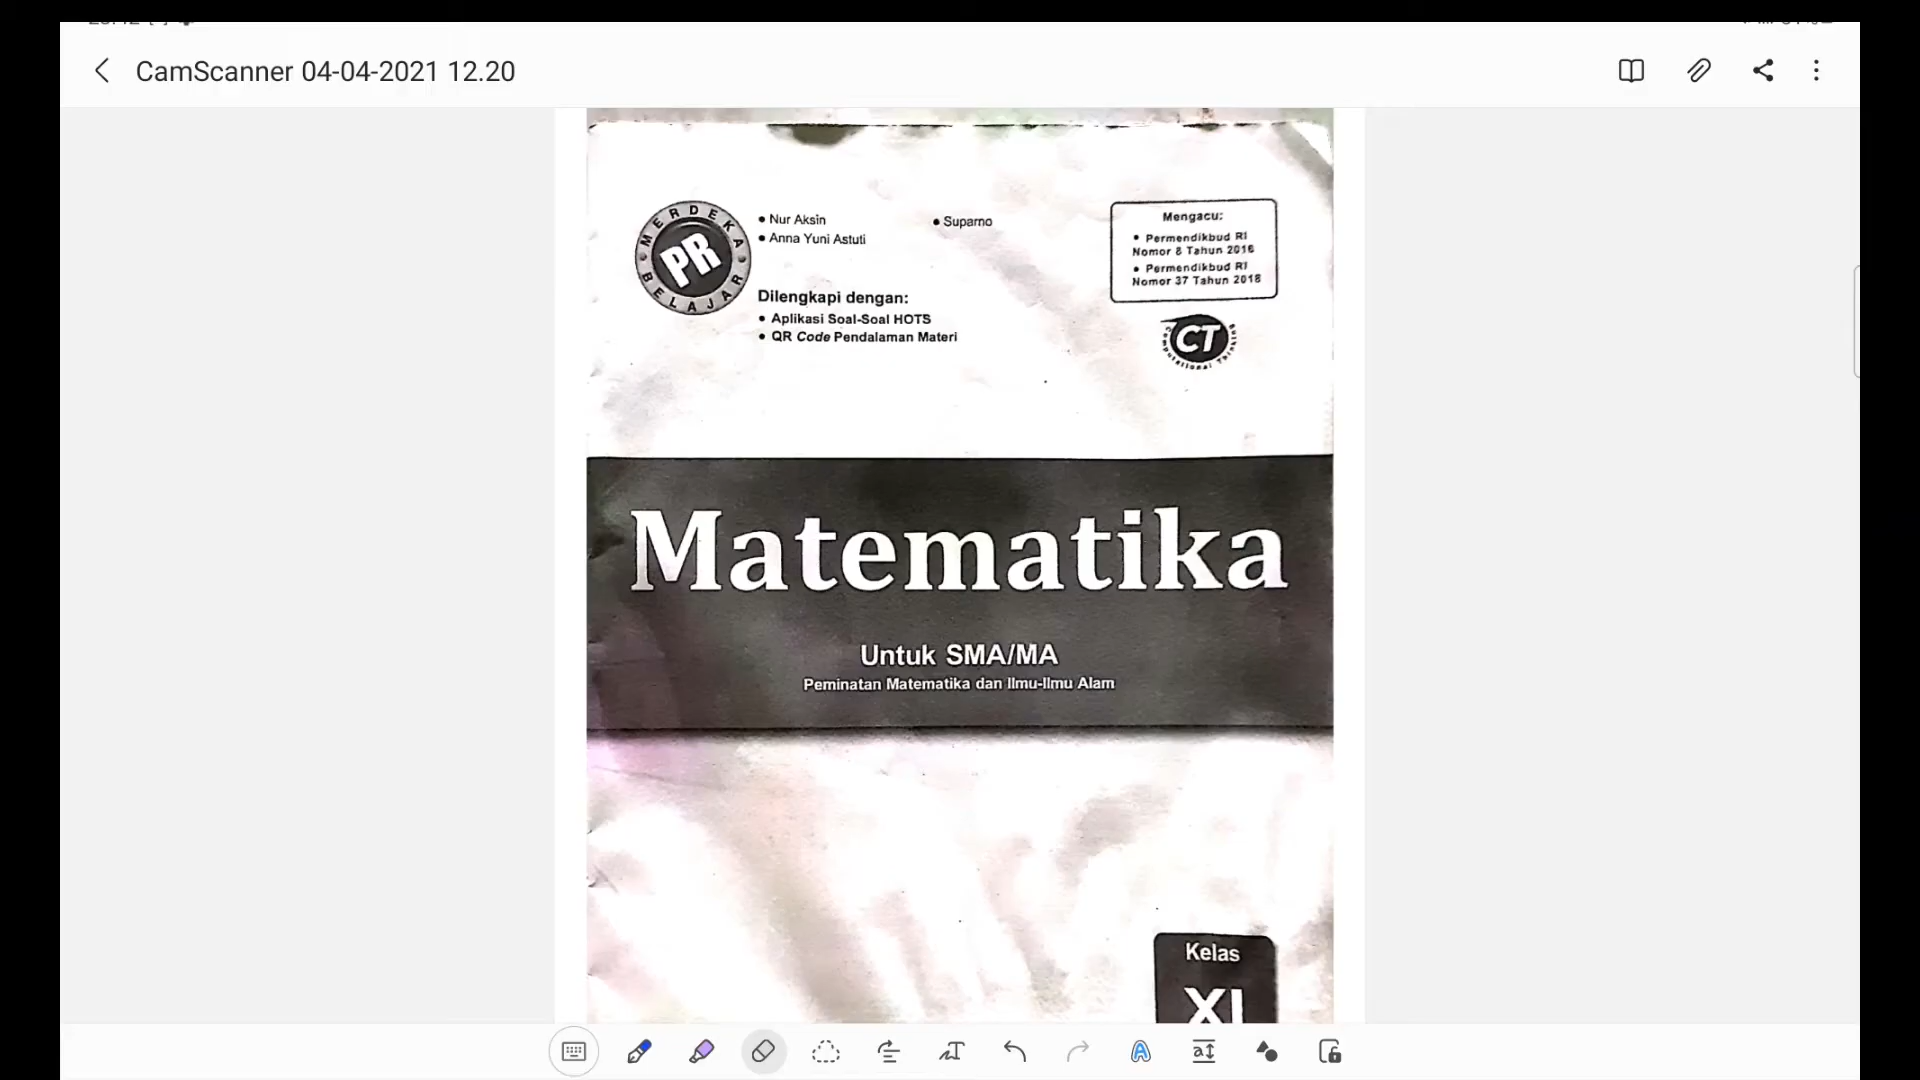 CamScanner 04-04-2021 12.20
MERDEKA
PR
BELAJAR
• Nur Aksin
• Anna Yuni Astuti
• Suparno
Dilengkapi dengan:
• Aplikasi Soal-Soal HOTS
• QR Code Pendalaman Materi
Mengacu:
• Permendikbud RI
Nomor 8 Tahun 2016
• Permendikbud RI
Nomor 37 Tahun 2018
CT
Computational Thinking
Matematika
Untuk SMA/MA
Peminatan Matematika dan Ilmu-Ilmu Alam
Kelas
XI